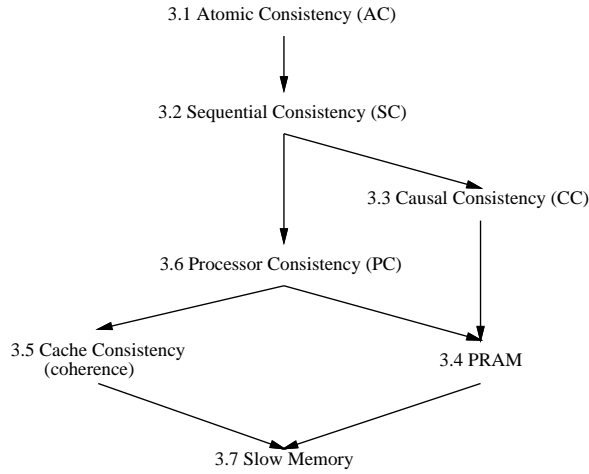 3.1 Atomic Consistency (AC)
3.2 Sequential Consistency (SC)
3.3 Causal Consistency (CC)
3.6 Processor Consistency (PC)
3.5 Cache Consistency
(coherence)
3.4 PRAM
3.7 Slow Memory